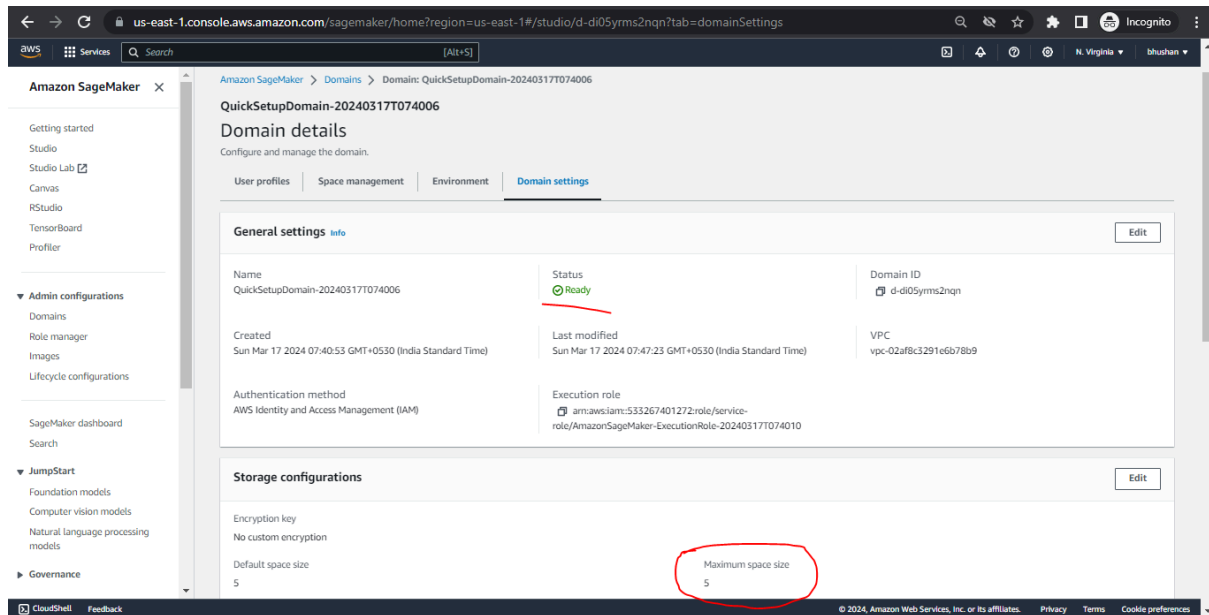 us-east-1.console.aws.amazon.com/sagemaker/home?region=us-east-1#/studio/d-di05yrms2nqn?tab=domainSettings
Incognito
aws
Services
Search
[Alt+S]
N. Virginia
bhushan
Amazon SageMaker
Getting started
Studio
Studio Lab
Canvas
RStudio
TensorBoard
Profiler
Admin configurations
Domains
Role manager
Images
Lifecycle configurations
SageMaker dashboard
Search
JumpStart
Foundation models
Computer vision models
Natural language processing
models
Governance
Amazon SageMaker > Domains > Domain: QuickSetupDomain-20240317T074006
QuickSetupDomain-20240317T074006
Domain details
Configure and manage the domain.
User profiles
Space management
Environment
Domain settings
General settings Info
Edit
Name
QuickSetupDomain-20240317T074006
Status
Ready
Domain ID
d-di05yrms2nqn
Created
Sun Mar 17 2024 07:40:53 GMT+0530 (India Standard Time)
Last modified
Sun Mar 17 2024 07:47:23 GMT+0530 (India Standard Time)
VPC
vpc-02af8c3291e6b78b9
Authentication method
AWS Identity and Access Management (IAM)
Execution role
arn:aws:iam::533267401272:role/service-
role/AmazonSageMaker-ExecutionRole-20240317T074010
Storage configurations
Edit
Encryption key
No custom encryption
Default space size
5
Maximum space size
5
CloudShell
Feedback
© 2024, Amazon Web Services, Inc. or its affiliates.
Privacy
Terms
Cookie preferences